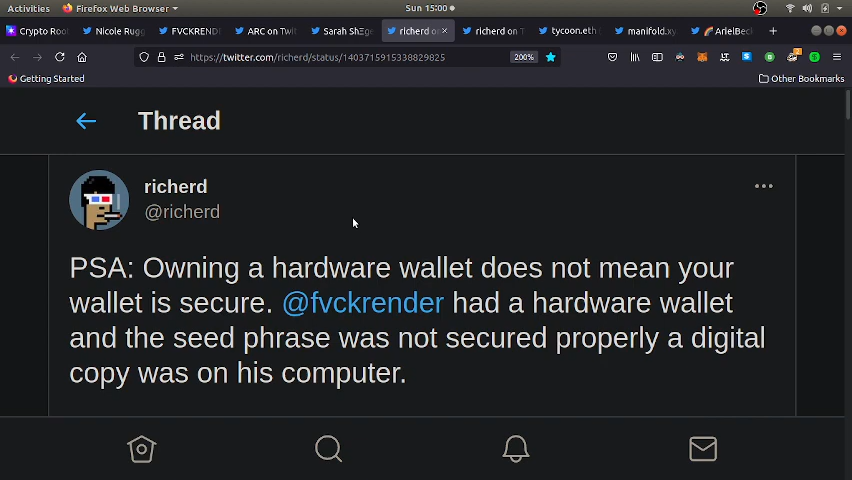 Activities Firefox Web Browser Sun 15:00
Crypto Rool Nicole Rugg FVCKREND ARC on Twit Sarah ShΞge richerd on richerd on T tycoon.eth manifold.xy ArielBeck
https://twitter.com/richerd/status/1403715915338829825 200%
Getting Started Other Bookmarks
Thread
richerd
@richerd
PSA: Owning a hardware wallet does not mean your
wallet is secure. @fvckrender had a hardware wallet
and the seed phrase was not secured properly a digital
copy was on his computer.